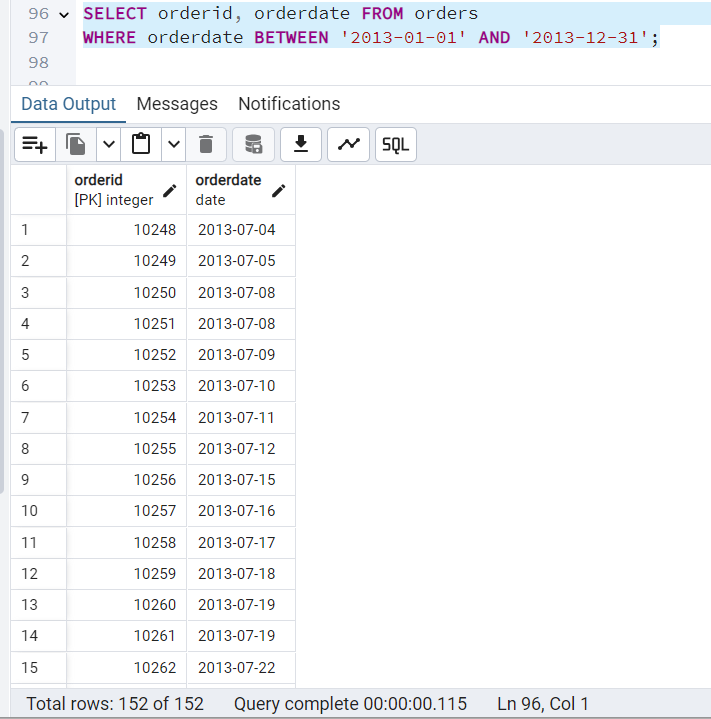 96 SELECT orderid, orderdate FROM orders
97 WHERE orderdate BETWEEN '2013-01-01' AND '2013-12-31';
98
Data Output Messages Notifications
SQL
orderid orderdate
[PK] integer date
1 10248 2013-07-04
2 10249 2013-07-05
3 10250 2013-07-08
4 10251 2013-07-08
5 10252 2013-07-09
6 10253 2013-07-10
7 10254 2013-07-11
8 10255 2013-07-12
9 10256 2013-07-15
10 10257 2013-07-16
11 10258 2013-07-17
12 10259 2013-07-18
13 10260 2013-07-19
14 10261 2013-07-19
15 10262 2013-07-22
Total rows: 152 of 152 Query complete 00:00:00.115 Ln 96, Col 1